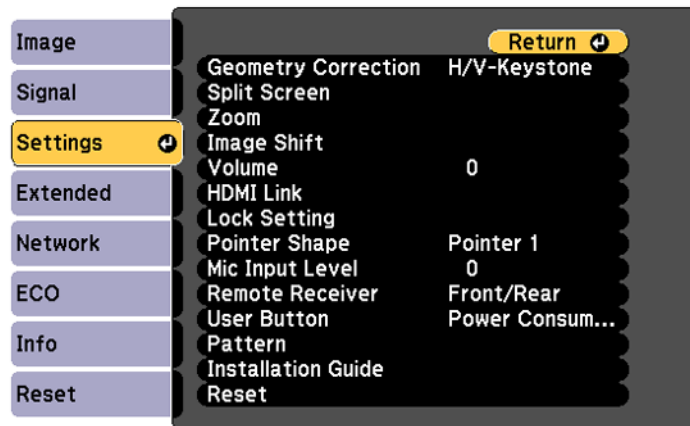 Image
Signal
Settings
Extended
Network
ECO
Info
Reset
Return
Geometry Correction H/V-Keystone
Split Screen
Zoom
Image Shift
Volume 0
HDMI Link
Lock Setting
Pointer Shape Pointer 1
Mic Input Level 0
Remote Receiver Front/Rear
User Button Power Consum...
Pattern
Installation Guide
Reset